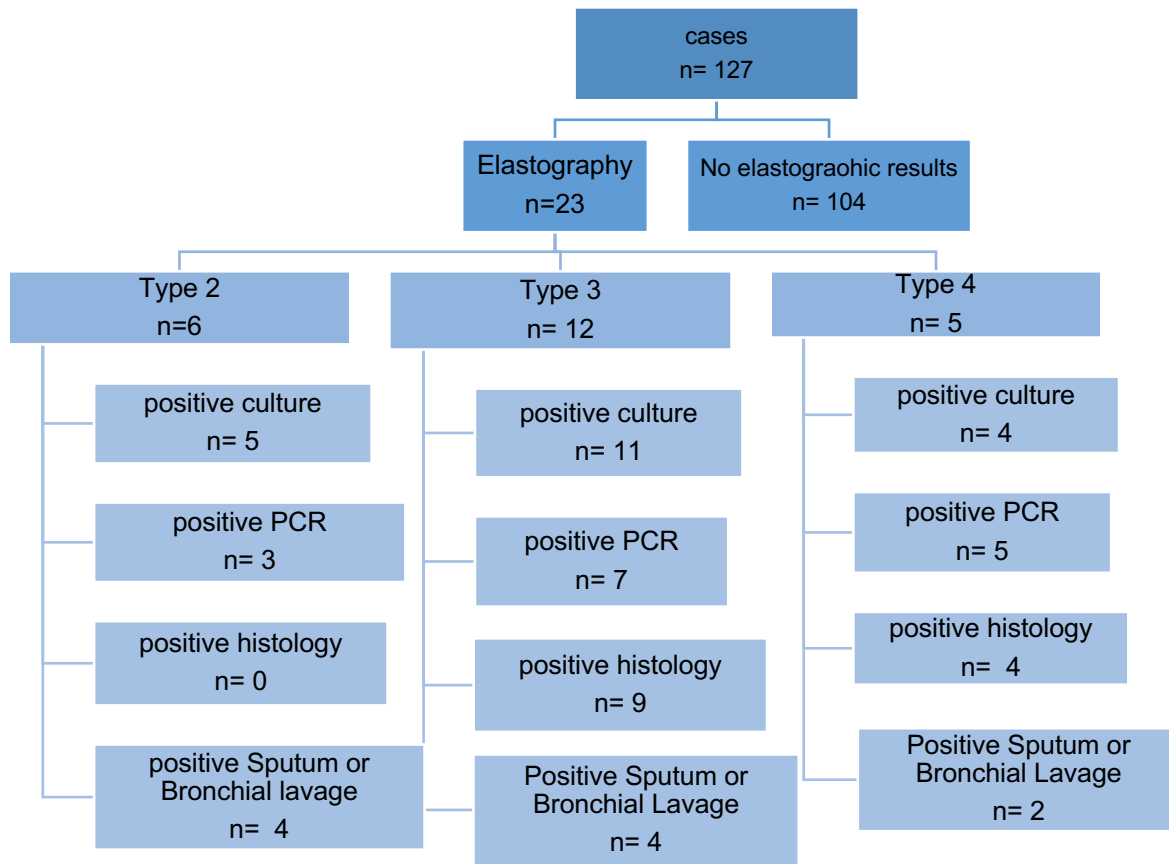 cases
n= 127
Elastography
n=23
No elastograohic results
n= 104
Type 2
n=6
Type 3
n= 12
Type 4
n= 5
positive culture
n= 5
positive PCR
n= 3
positive histology
n= 0
positive Sputum or
Bronchial lavage
n=  4
positive culture
n= 11
positive PCR
n= 7
positive histology
n= 9
Positive Sputum or
Bronchial Lavage
n= 4
positive culture
n= 4
positive PCR
n= 5
positive histology
n=  4
Positive Sputum or
Bronchial Lavage
n= 2